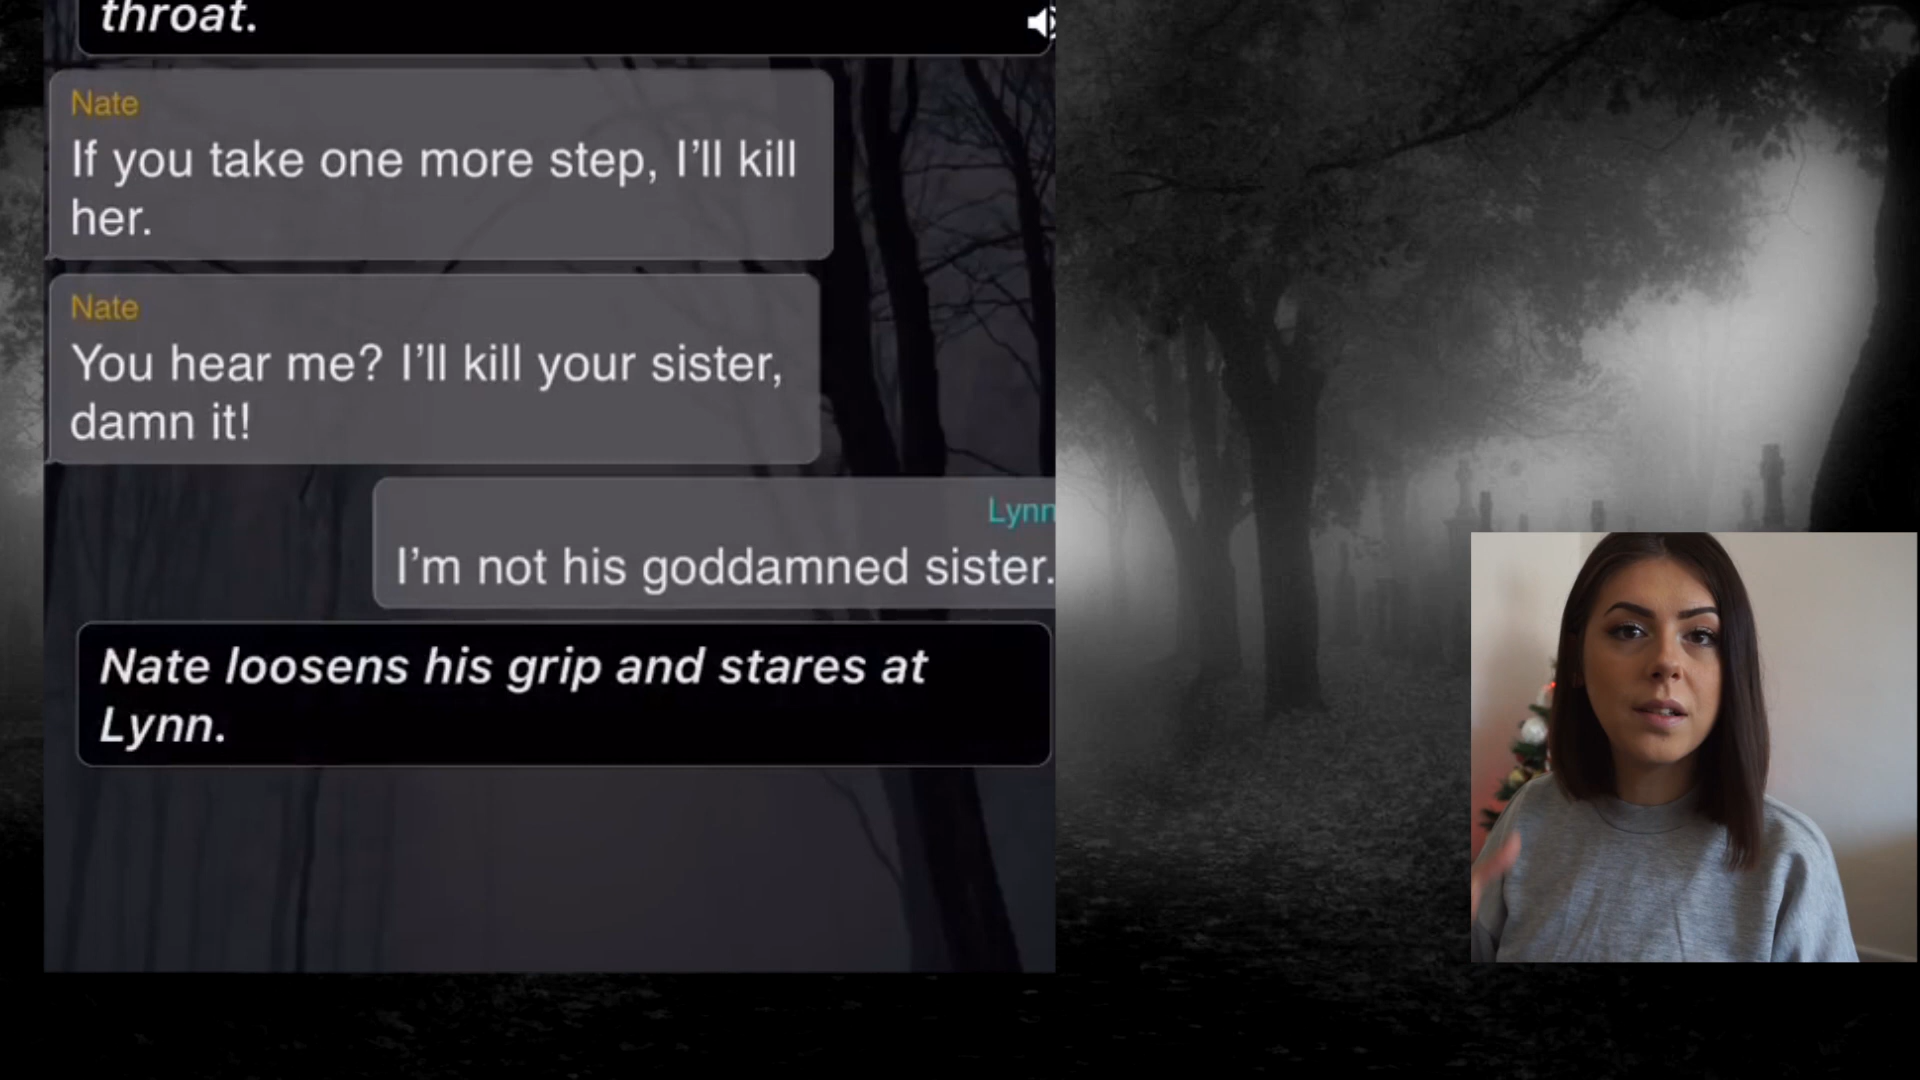 throat.
Nate
If you take one more step, I’ll kill
her.
Nate
You hear me? I’ll kill your sister,
damn it!
Lynn
I’m not his goddamned sister.
Nate loosens his grip and stares at
Lynn.